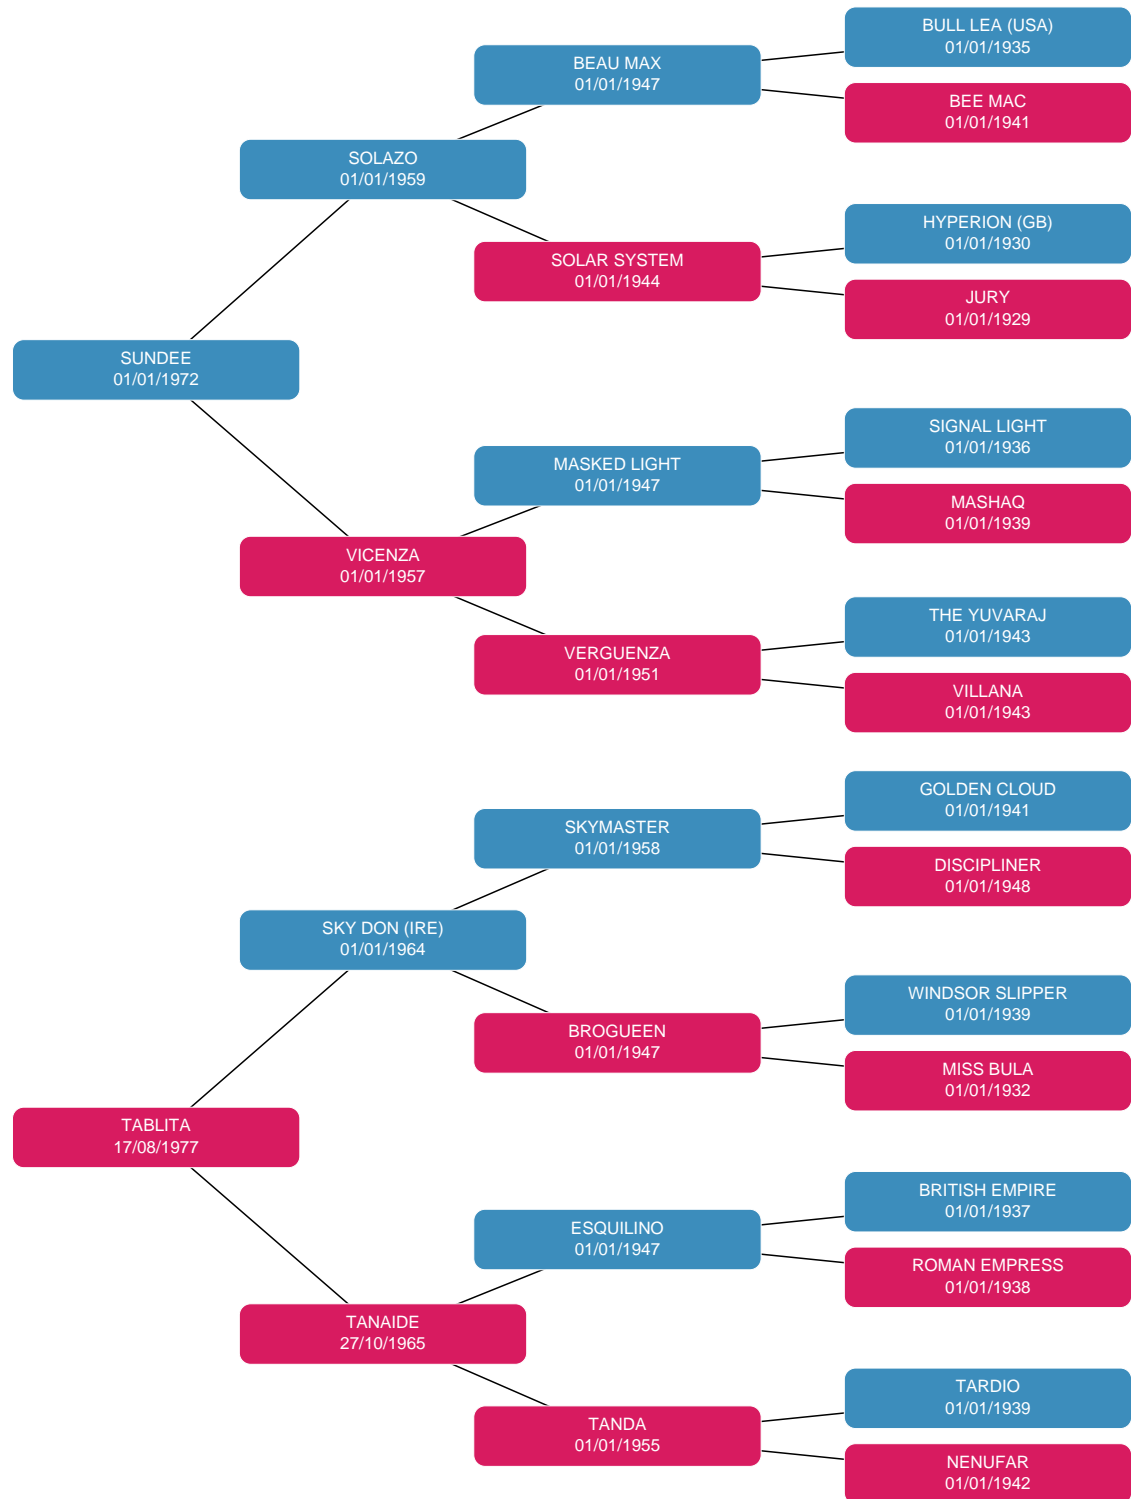 BULL LEA (USA)
01/01/1935
BEAU MAX
01/01/1947
BEE MAC
01/01/1941
SOLAZO
01/01/1959
HYPERION (GB)
01/01/1930
SOLAR SYSTEM
01/01/1944
JURY
01/01/1929
SUNDEE
01/01/1972
SIGNAL LIGHT
01/01/1936
MASKED LIGHT
01/01/1947
MASHAQ
01/01/1939
VICENZA
01/01/1957
THE YUVARAJ
01/01/1943
VERGUENZA
01/01/1951
VILLANA
01/01/1943
GOLDEN CLOUD
01/01/1941
SKYMASTER
01/01/1958
DISCIPLINER
01/01/1948
SKY DON (IRE)
01/01/1964
WINDSOR SLIPPER
01/01/1939
BROGUEEN
01/01/1947
MISS BULA
01/01/1932
TABLITA
17/08/1977
BRITISH EMPIRE
01/01/1937
ESQUILINO
01/01/1947
ROMAN EMPRESS
01/01/1938
TANAIDE
27/10/1965
TARDIO
01/01/1939
TANDA
01/01/1955
NENUFAR
01/01/1942